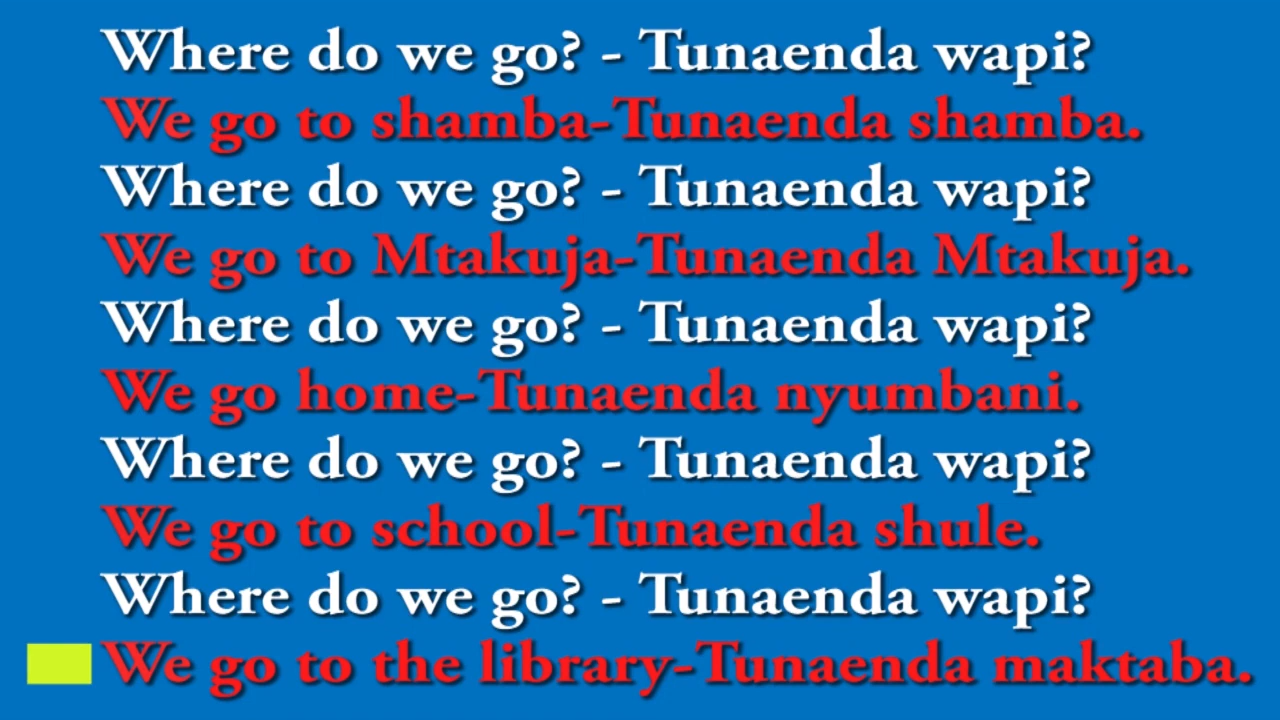 Where do we go? - Tunaenda wapi?
We go to shamba-Tunaenda shamba.
Where do we go? - Tunaenda wapi?
We go to Mtakuja-Tunaenda Mtakuja.
Where do we go? - Tunaenda wapi?
We go home-Tunaenda nyumbani.
Where do we go? - Tunaenda wapi?
We go to school-Tunaenda shule.
Where do we go? - Tunaenda wapi?
We go to the library-Tunaenda maktaba.